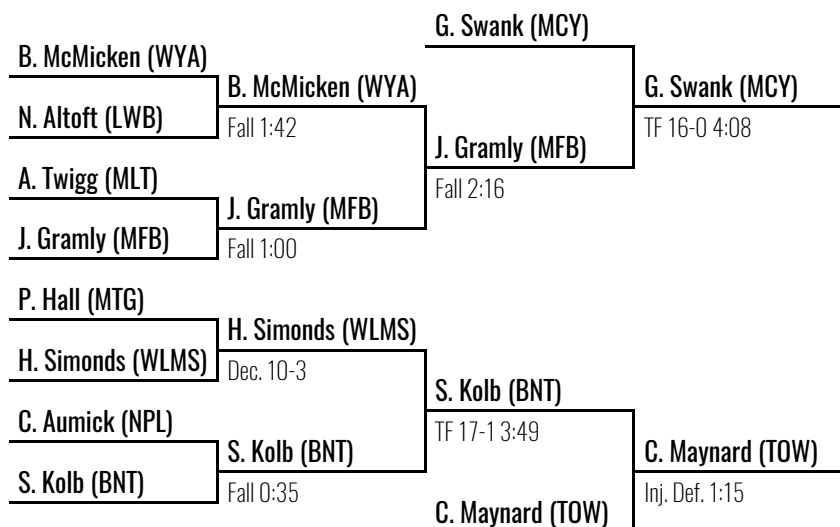 G. Swank (MCY)
B. McMicken (WYA)
B. McMicken (WYA)
G. Swank (MCY)
N. Altoft (LWB)
Fall 1:42
TF 16-0 4:08
J. Gramly (MFB)
A. Twigg (MLT)
Fall 2:16
J. Gramly (MFB)
J. Gramly (MFB)
Fall 1:00
P. Hall (MTG)
H. Simonds (WLMS)
H. Simonds (WLMS)
Dec. 10-3
S. Kolb (BNT)
C. Aumick (NPL)
TF 17-1 3:49
S. Kolb (BNT)
C. Maynard (TOW)
S. Kolb (BNT)
Fall 0:35
Inj. Def. 1:15
C. Maynard (TOW)